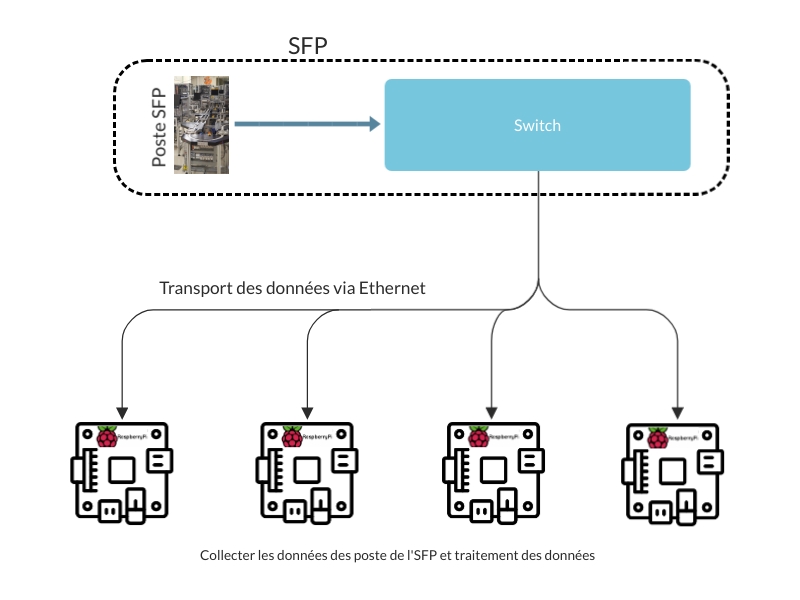 SFP
Poste SFP
Switch
Transport des données via Ethernet
RaspberryPi
RaspberryPi
RaspberryPi
RaspberryPi
Collecter les données des poste de l'SFP et traitement des données